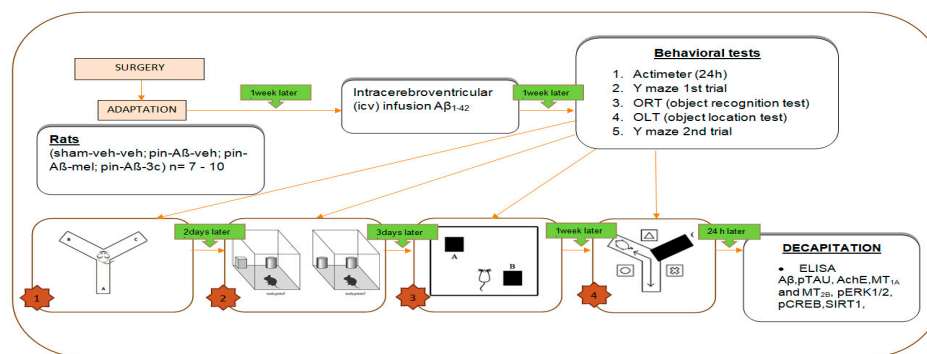 SURGERY
ADAPTATION
1week later
Intracerebroventricular
(icv) infusion Aβ1-42
1week later
Behavioral tests
1. Actimeter (24h)
2. Y maze 1st trial
3. ORT (object recognition test)
4. OLT (object location test)
5. Y maze 2nd trial
Rats
(sham-veh-veh; pin-Aß-veh; pin-
Aß-mel; pin-Aß-3c) n= 7 - 10
B
C
A
1
2days later
2
3days later
A
B
3
1week later
4
24 h later
DECAPITATION
• ELISA
Aβ,pTAU, AchE,MT1A
and MT2B, pERK1/2,
pCREB,SIRT1,